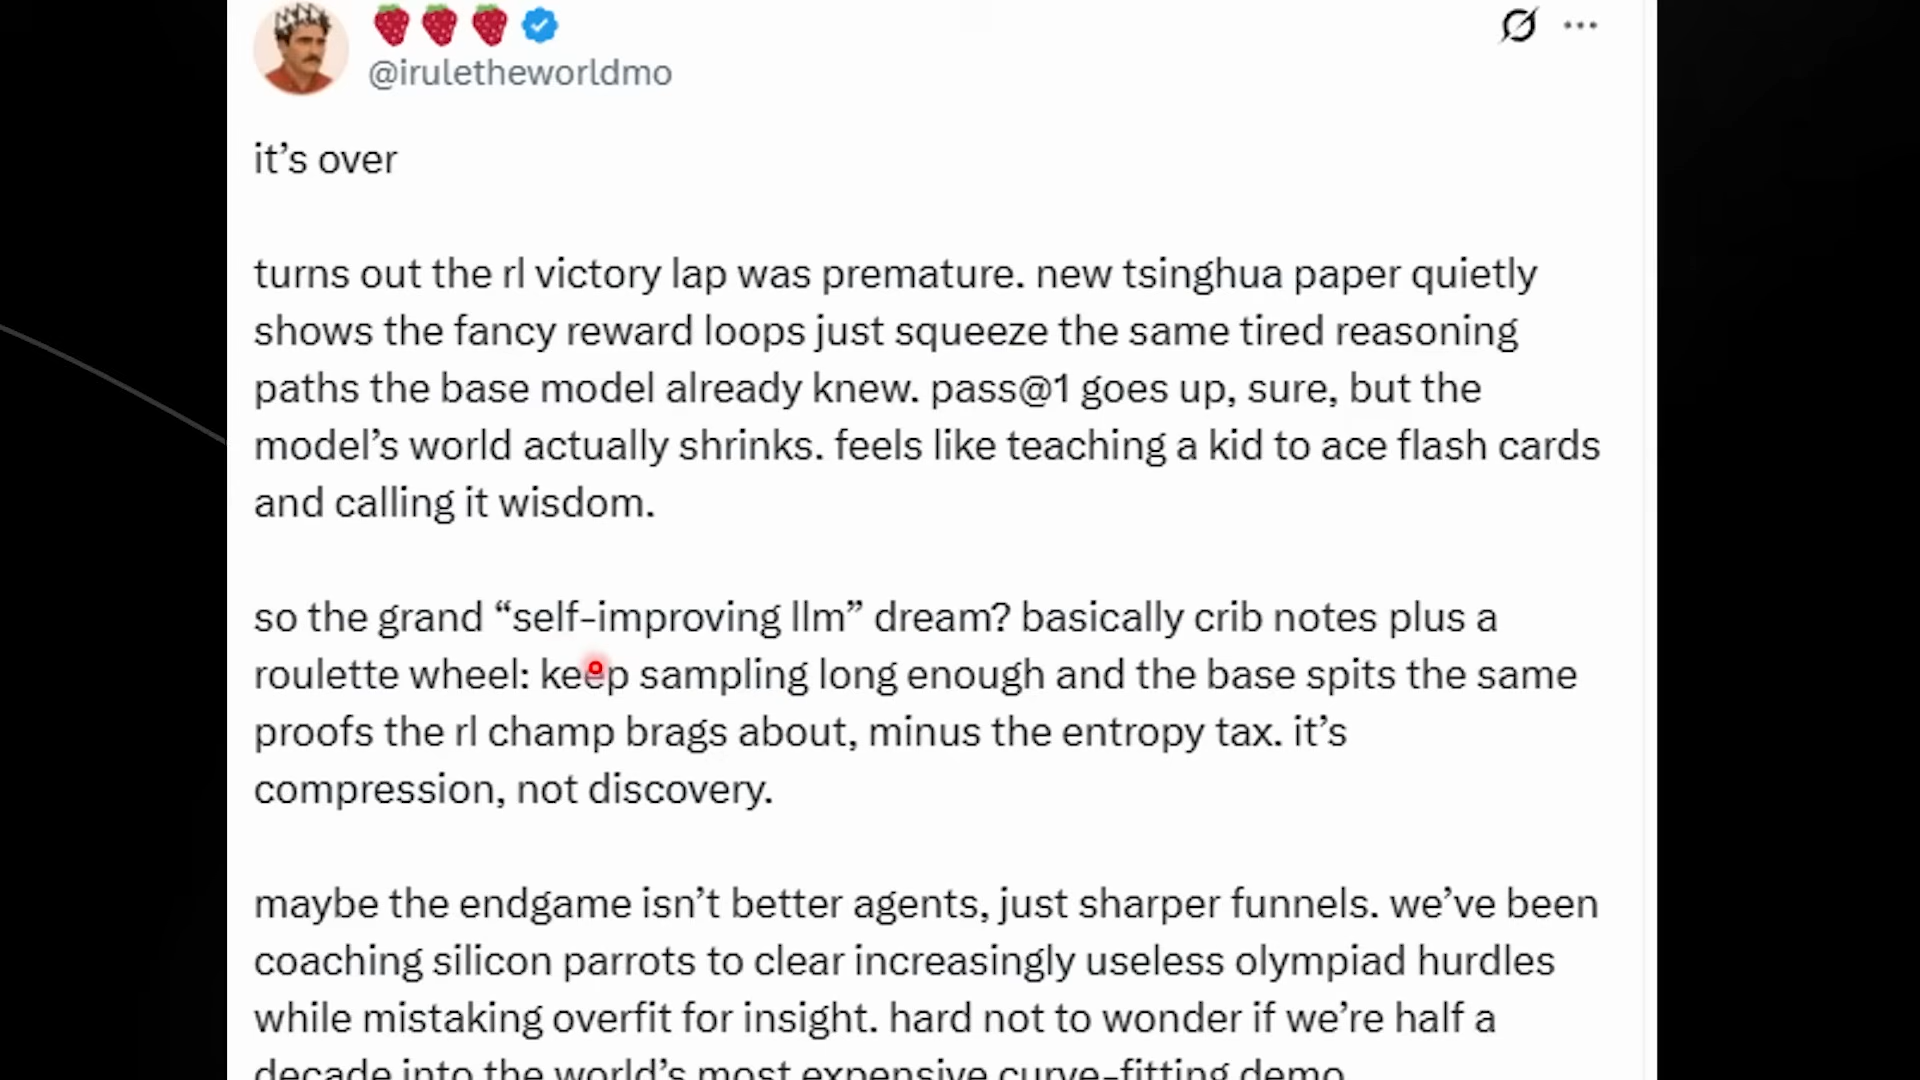 🍓🍓🍓
@iruletheworldmo
it’s over
turns out the rl victory lap was premature. new tsinghua paper quietly
shows the fancy reward loops just squeeze the same tired reasoning
paths the base model already knew. pass@1 goes up, sure, but the
model’s world actually shrinks. feels like teaching a kid to ace flash cards
and calling it wisdom.
so the grand “self-improving llm” dream? basically crib notes plus a
roulette wheel: keep sampling long enough and the base spits the same
proofs the rl champ brags about, minus the entropy tax. it’s
compression, not discovery.
maybe the endgame isn’t better agents, just sharper funnels. we’ve been
coaching silicon parrots to clear increasingly useless olympiad hurdles
while mistaking overfit for insight. hard not to wonder if we’re half a
decade into the world’s most expensive curve-fitting demo